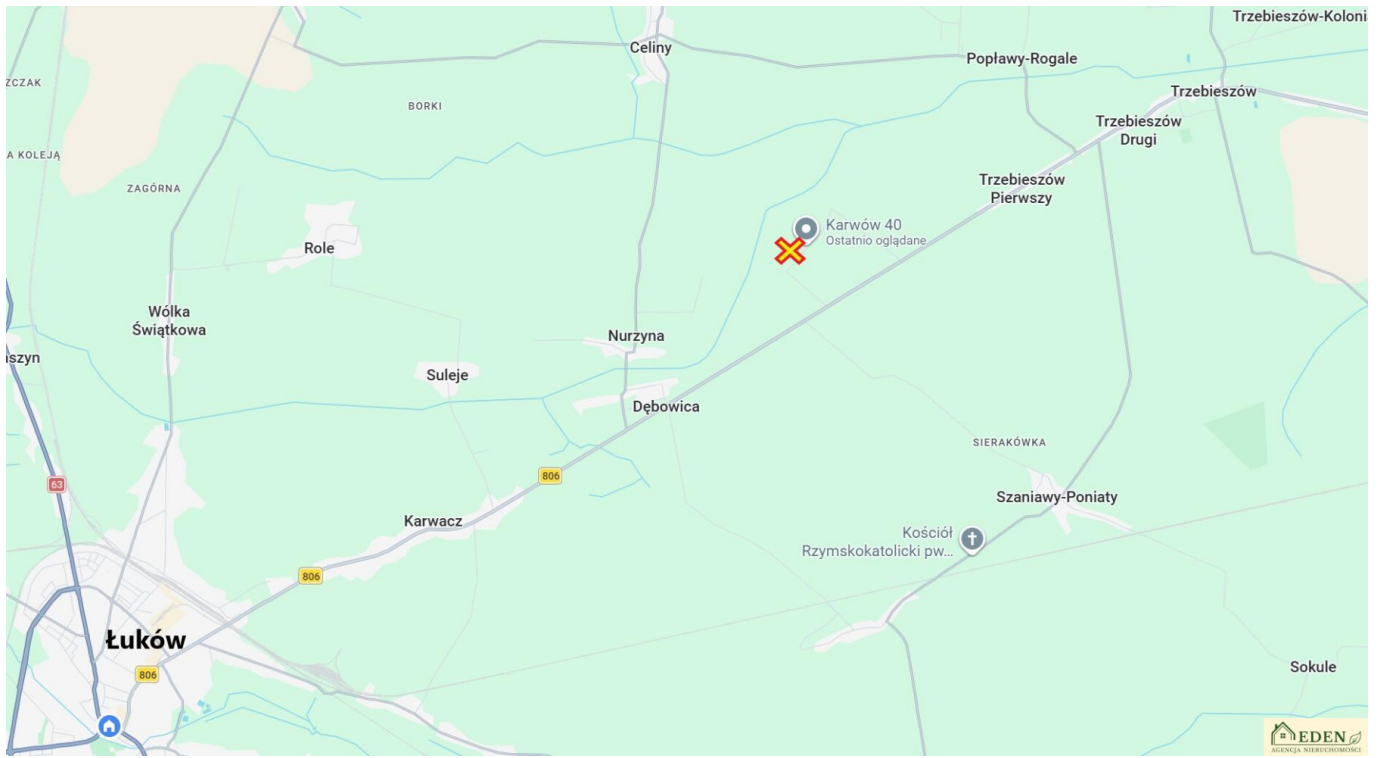 Trzebieszów-Koloni
Celiny
Popławy-Rogale
ZCZAK
Trzebieszów
BORKI
Trzebieszów
Drugi
A KOLEJĄ
Trzebieszów
Pierwszy
ZAGÓRNA
Karwów 40
Ostatnio oglądane
Role
Wólka
Świątkowa
Nurzyna
szyn
Suleje
Dębowica
SIERAKÓWKA
806
63
Szaniawy-Poniaty
Karwacz
Kościół
Rzymskokatolicki pw...
806
Łuków
Sokule
806
EDEN
AGENCJA NIERUCHOMOŚCI